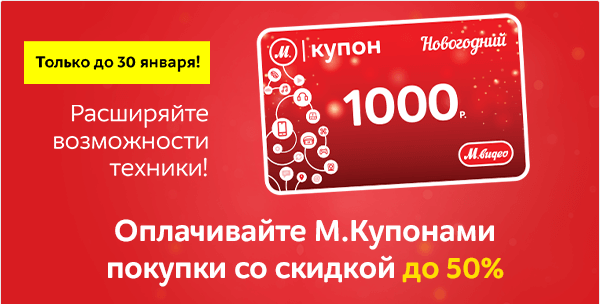 Только до 30 января!
Расширяйте
возможности
техники!
М. | купон
Новогодний
1000 Р.
М.видео
Оплачивайте М.Купонами
покупки со скидкой до 50%